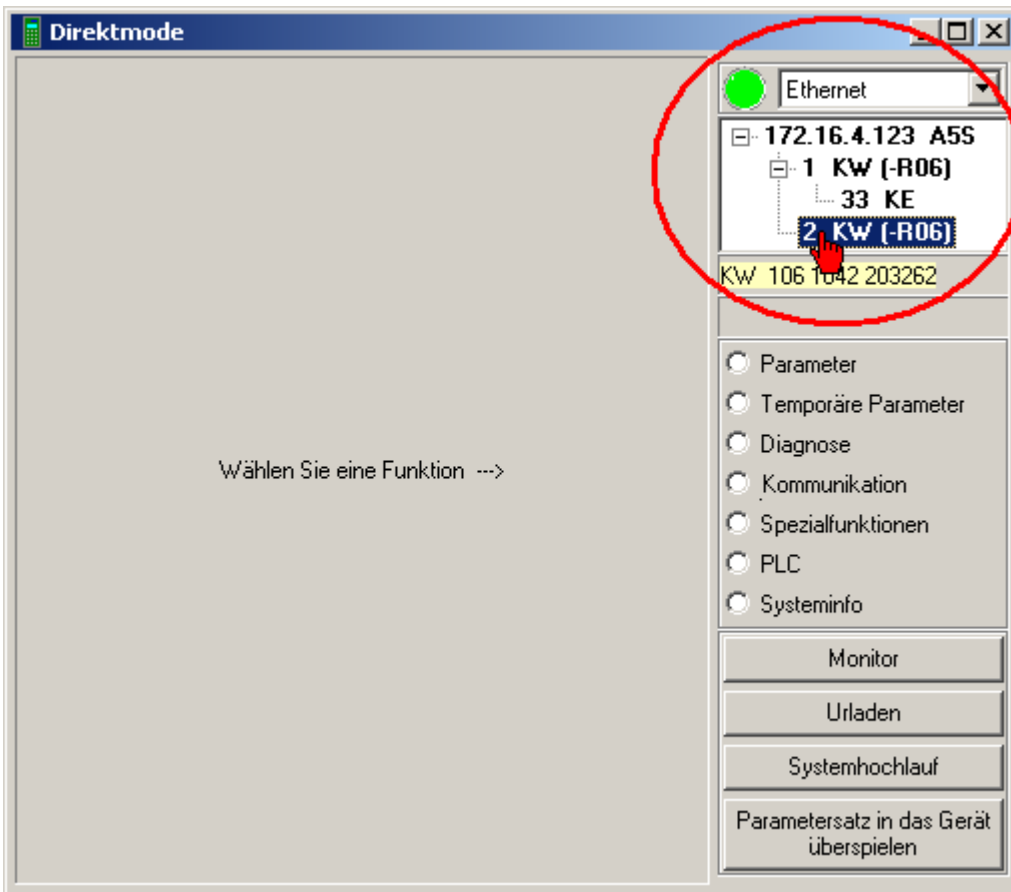 Direktmode
Ethernet
172.16.4.123 A5S
1 KW (-R06)
33 KE
2 KW (-R06)
KW 106 1042 203262
Parameter
Temporäre Parameter
Diagnose
Wählen Sie eine Funktion --->
Kommunikation
Spezialfunktionen
PLC
Systeminfo
Monitor
Urladen
Systemhochlauf
Parametersatz in das Gerät
überspielen